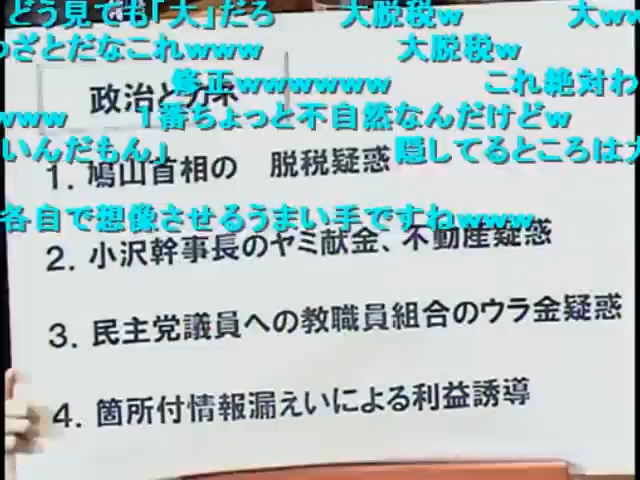 どう見ても「大」だろ 大脱税w 大ww
わざとだなこれwww 大脱税w
修正wwwwwww これ絶対わ
政治とカネ
www 1番ちょっと不自然なんだけどw
いんだもん」 隠してるところは大
1. 鳩山首相の 脱税疑惑
各自で想像させるうまい手ですねwww
2. 小沢幹事長のヤミ献金、不動産疑惑
3. 民主党議員への教職員組合のウラ金疑惑
4. 箇所付情報漏えいによる利益誘導